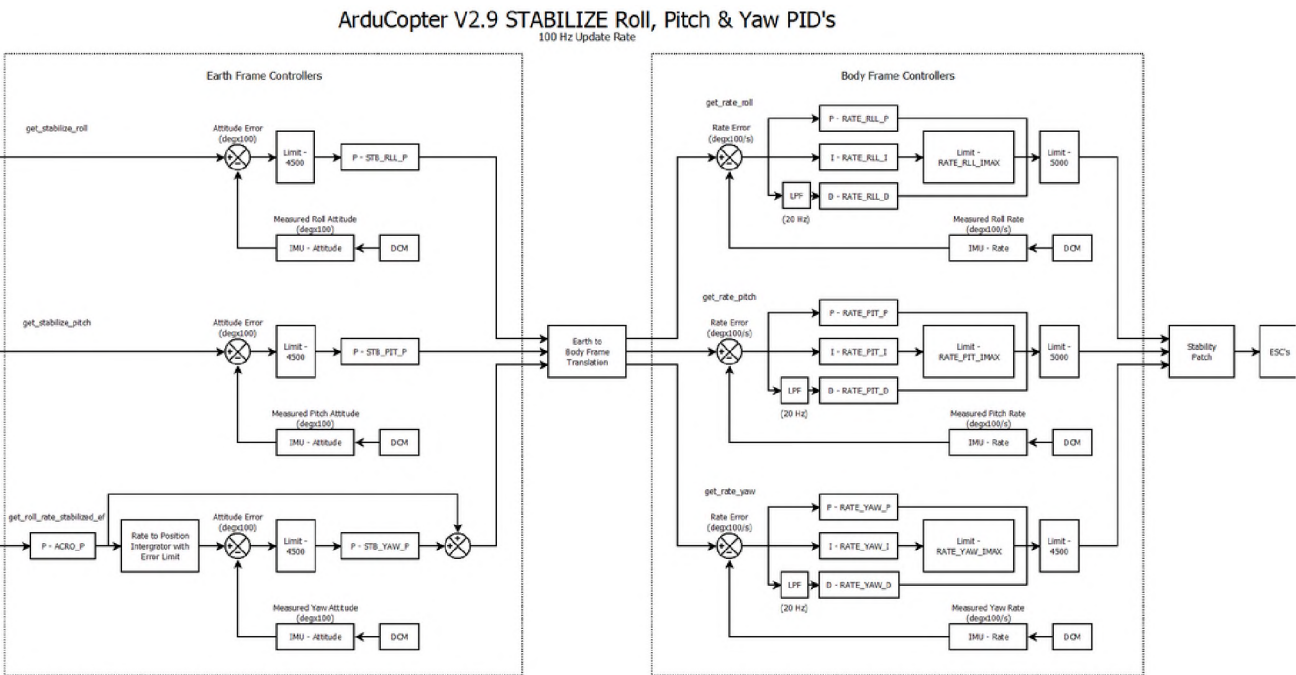 ArduCopter V2.9 STABILIZE Roll, Pitch & Yaw PID's
100 Hz Update Rate
Earth Frame Controllers
get_stabilize_roll
Attitude Error
(degx100)
Limit -
4500
P - STB_RLL_P
Measured Roll Attitude
(degx100)
IMU - Attitude
DCM
get_stabilize_pitch
Attitude Error
(degx100)
Limit -
4500
P - STB_PIT_P
Measured Pitch Attitude
(degx100)
IMU - Attitude
DCM
get_roll_rate_stabilized_ef
P - ACRO_P
Rate to Position
Intergrator with
Error Limit
Attitude Error
(degx100)
Limit -
4500
P - STB_YAW_P
Measured Yaw Attitude
(degx100)
IMU - Attitude
DCM
Earth to
Body Frame
Translation
Body Frame Controllers
get_rate_roll
Rate Error
(degx100/s)
P - RATE_RLL_P
I - RATE_RLL_I
Limit -
RATE_RLL_IMAX
Limit -
5000
LPF
(20 Hz)
D - RATE_RLL_D
Measured Roll Rate
(degx100/s)
IMU - Rate
DCM
get_rate_pitch
Rate Error
(degx100/s)
P - RATE_PIT_P
I - RATE_PIT_I
Limit -
RATE_PIT_IMAX
Limit -
5000
LPF
(20 Hz)
D - RATE_PIT_D
Measured Pitch Rate
(degx100/s)
IMU - Rate
DCM
get_rate_yaw
Rate Error
(degx100/s)
P - RATE_YAW_P
I - RATE_YAW_I
Limit -
RATE_YAW_IMAX
Limit -
4500
LPF
(20 Hz)
D - RATE_YAW_D
Measured Yaw Rate
(degx100/s)
IMU - Rate
DCM
Stability
Patch
ESC's